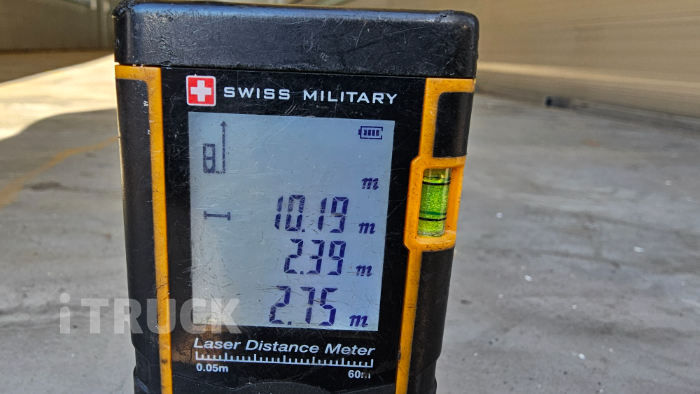 SWISS MILITARY
m
10.19 m
2.39 m
2.75 m
iTRUCK
Laser Distance Meter
0.05m 60m